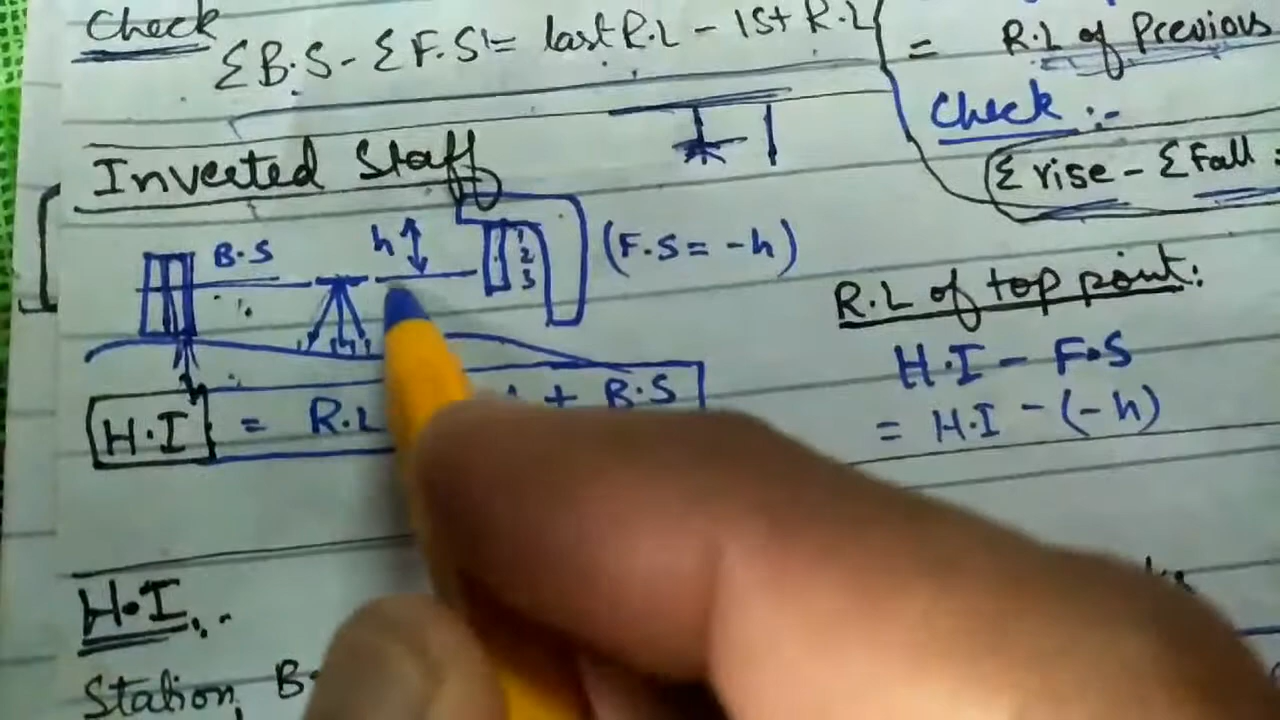 Check
ΣB.S - ΣF.S = last R.L - 1st R.L
= R.L of Previous
Check :-
Σ rise - Σ Fall =
Inverted Staff
B.S
h
1
2
3
(F.S = -h)
R.L of top point:
H.I - F.S
= H.I - (-h)
H.I = R.L + B.S
H.I :-
Station